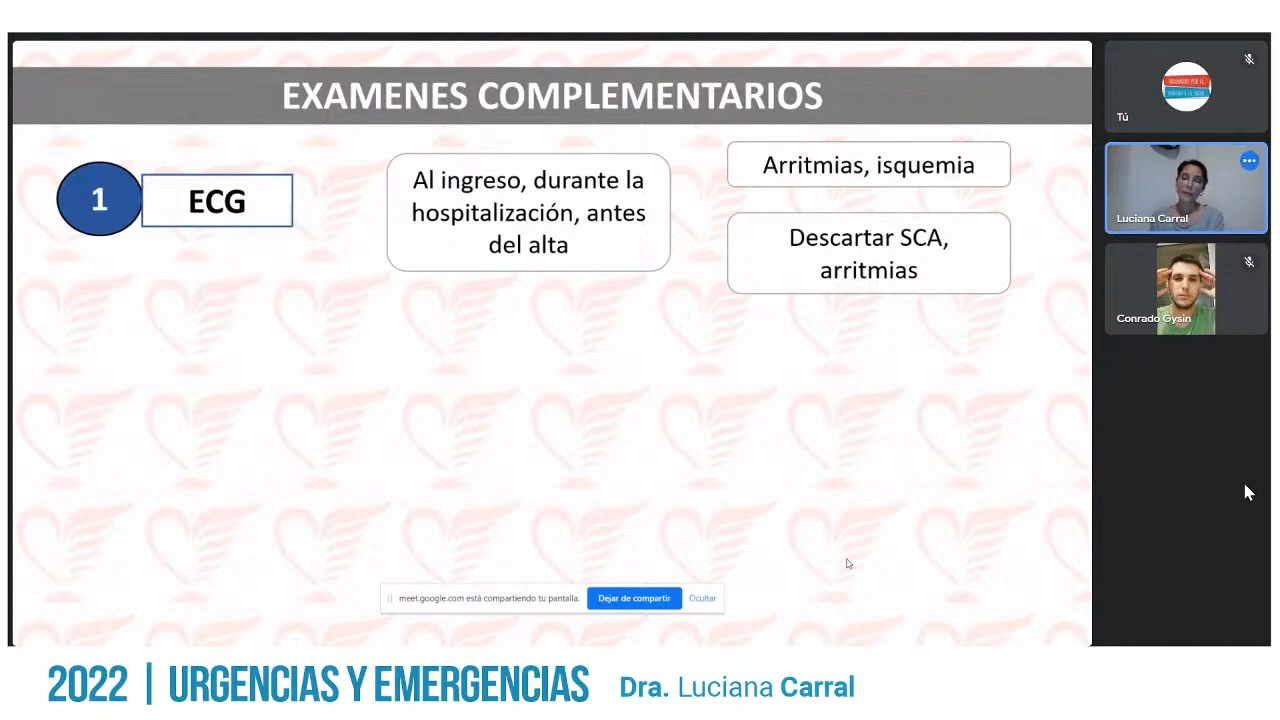 EXAMENES COMPLEMENTARIOS
1
ECG
Al ingreso, durante la
hospitalización, antes
del alta
Arritmias, isquemia
Descartar SCA,
arritmias
Tú
Luciana Carral
Conrado Gysin
meet.google.com está compartiendo tu pantalla.
Dejar de compartir
Ocultar
2022 | URGENCIAS Y EMERGENCIAS
Dra. Luciana Carral